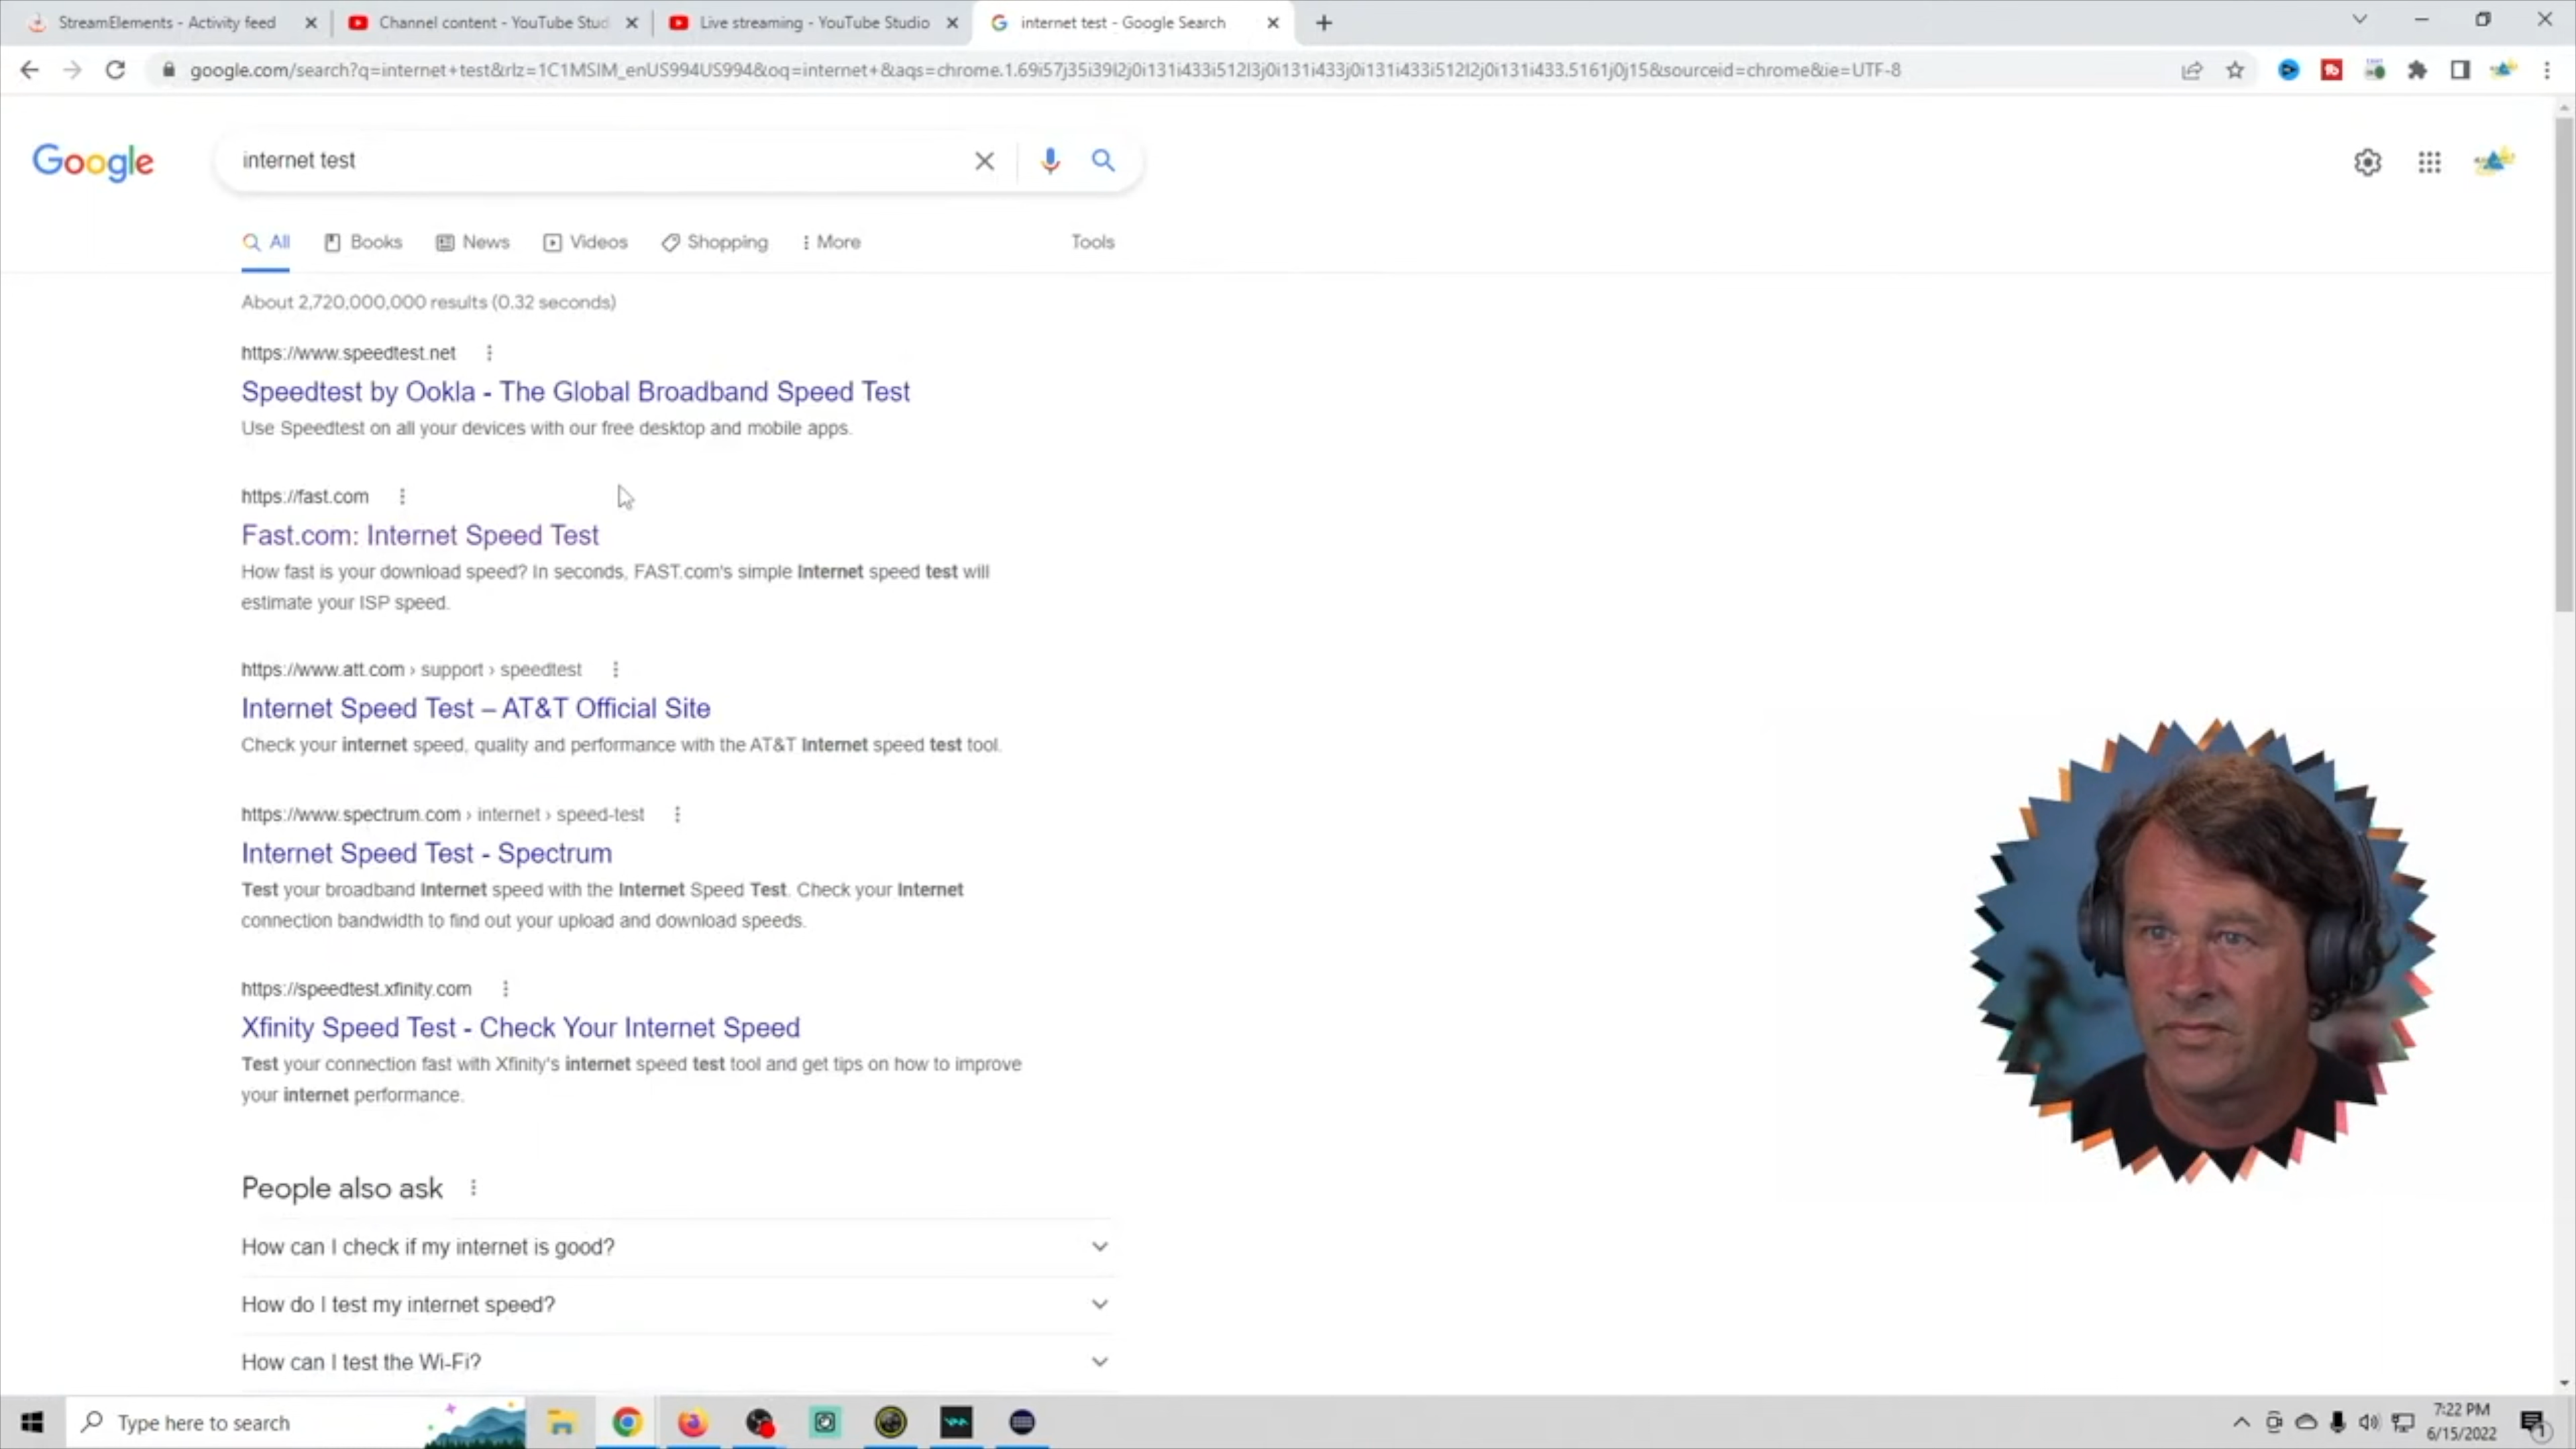 StreamElements - Activity feed
Channel content - YouTube Stud
Live streaming - YouTube Studio
internet test - Google Search
google.com/search?q=internet+test&rlz=1C1MSIM_enUS994US994&oq=internet+&aqs=chrome.1.69i57j35i39l2j0i131i433i512l3j0i131i433j0i131i433i512l2j0i131i433.5161j0j15&sourceid=chrome&ie=UTF-8
Google
internet test
All
Books
News
Videos
Shopping
More
Tools
About 2,720,000,000 results (0.32 seconds)
https://www.speedtest.net
Speedtest by Ookla - The Global Broadband Speed Test
Use Speedtest on all your devices with our free desktop and mobile apps.
https://fast.com
Fast.com: Internet Speed Test
How fast is your download speed? In seconds, FAST.com's simple Internet speed test will
estimate your ISP speed.
https://www.att.com › support › speedtest
Internet Speed Test – AT&T Official Site
Check your internet speed, quality and performance with the AT&T Internet speed test tool.
https://www.spectrum.com › internet › speed-test
Internet Speed Test - Spectrum
Test your broadband Internet speed with the Internet Speed Test. Check your Internet
connection bandwidth to find out your upload and download speeds.
https://speedtest.xfinity.com
Xfinity Speed Test - Check Your Internet Speed
Test your connection fast with Xfinity's internet speed test tool and get tips on how to improve
your internet performance.
People also ask
How can I check if my internet is good?
How do I test my internet speed?
How can I test the Wi-Fi?
Type here to search
7:22 PM
6/15/2022
1